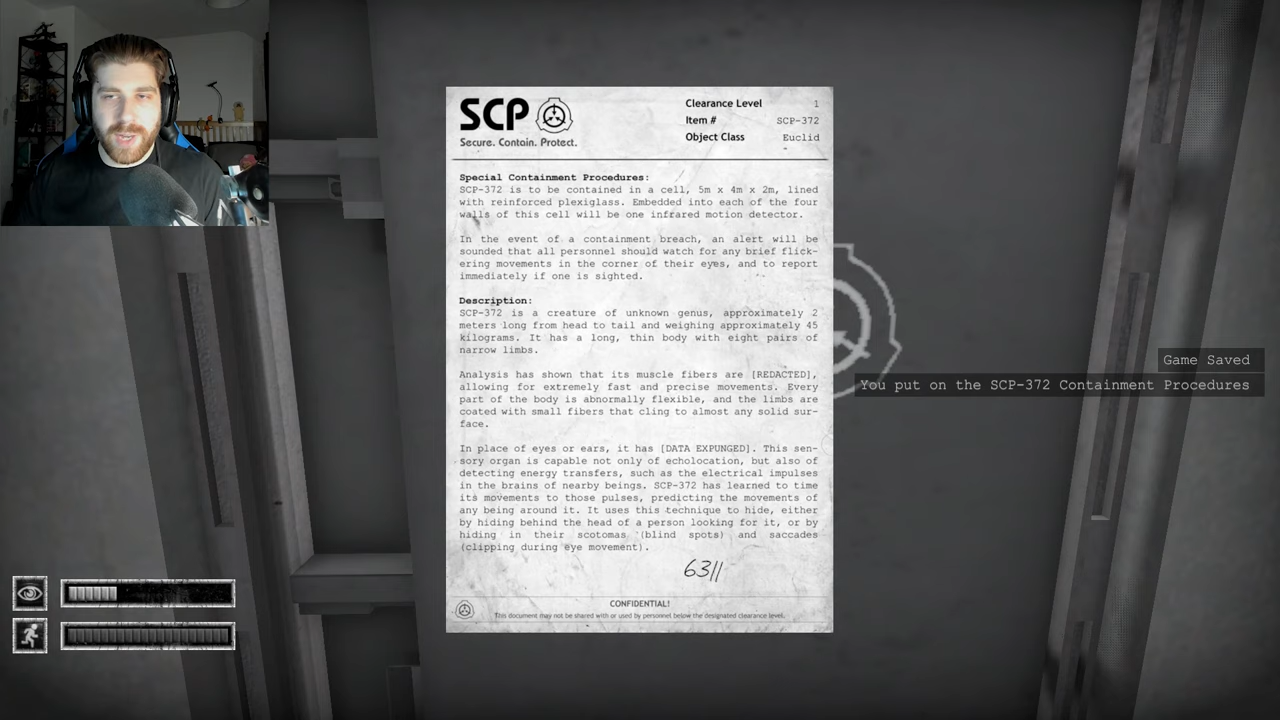 SCP
Secure. Contain. Protect.
Clearance Level 1
Item # SCP-372
Object Class Euclid
Special Containment Procedures:
SCP-372 is to be contained in a cell, 5m x 4m x 2m, lined
with reinforced plexiglass. Embedded into each of the four
walls of this cell will be one infrared motion detector.
In the event of a containment breach, an alert will be
sounded that all personnel should watch for any brief flick-
ering movements in the corner of their eyes, and to report
immediately if one is sighted.
Description:
SCP-372 is a creature of unknown genus, approximately 2
meters long from head to tail and weighing approximately 45
kilograms. It has a long, thin body with eight pairs of
narrow limbs.
Analysis has shown that its muscle fibers are [REDACTED],
allowing for extremely fast and precise movements. Every
part of the body is abnormally flexible, and the limbs are
coated with small fibers that cling to almost any solid sur-
face.
In place of eyes or ears, it has [DATA EXPUNGED]. This sen-
sory organ is capable not only of echolocation, but also of
detecting energy transfers, such as the electrical impulses
in the brains of nearby beings. SCP-372 has learned to time
its movements to those pulses, predicting the movements of
any being around it. It uses this technique to hide, either
by hiding behind the head of a person looking for it, or by
hiding in their scotomas (blind spots) and saccades
(clipping during eye movement).
6311
CONFIDENTIAL!
This document may not be shared with or used by personnel below the designated clearance level.
Game Saved
You put on the SCP-372 Containment Procedures